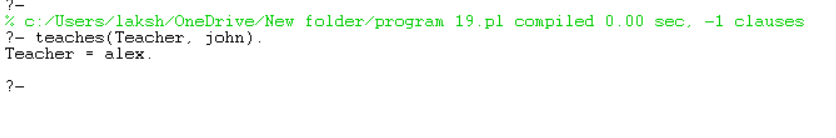 ?-
% c:/Users/laksh/OneDrive/New folder/program 19.pl compiled 0.00 sec, -1 clauses
?- teaches(Teacher, john).
Teacher = alex.
?-